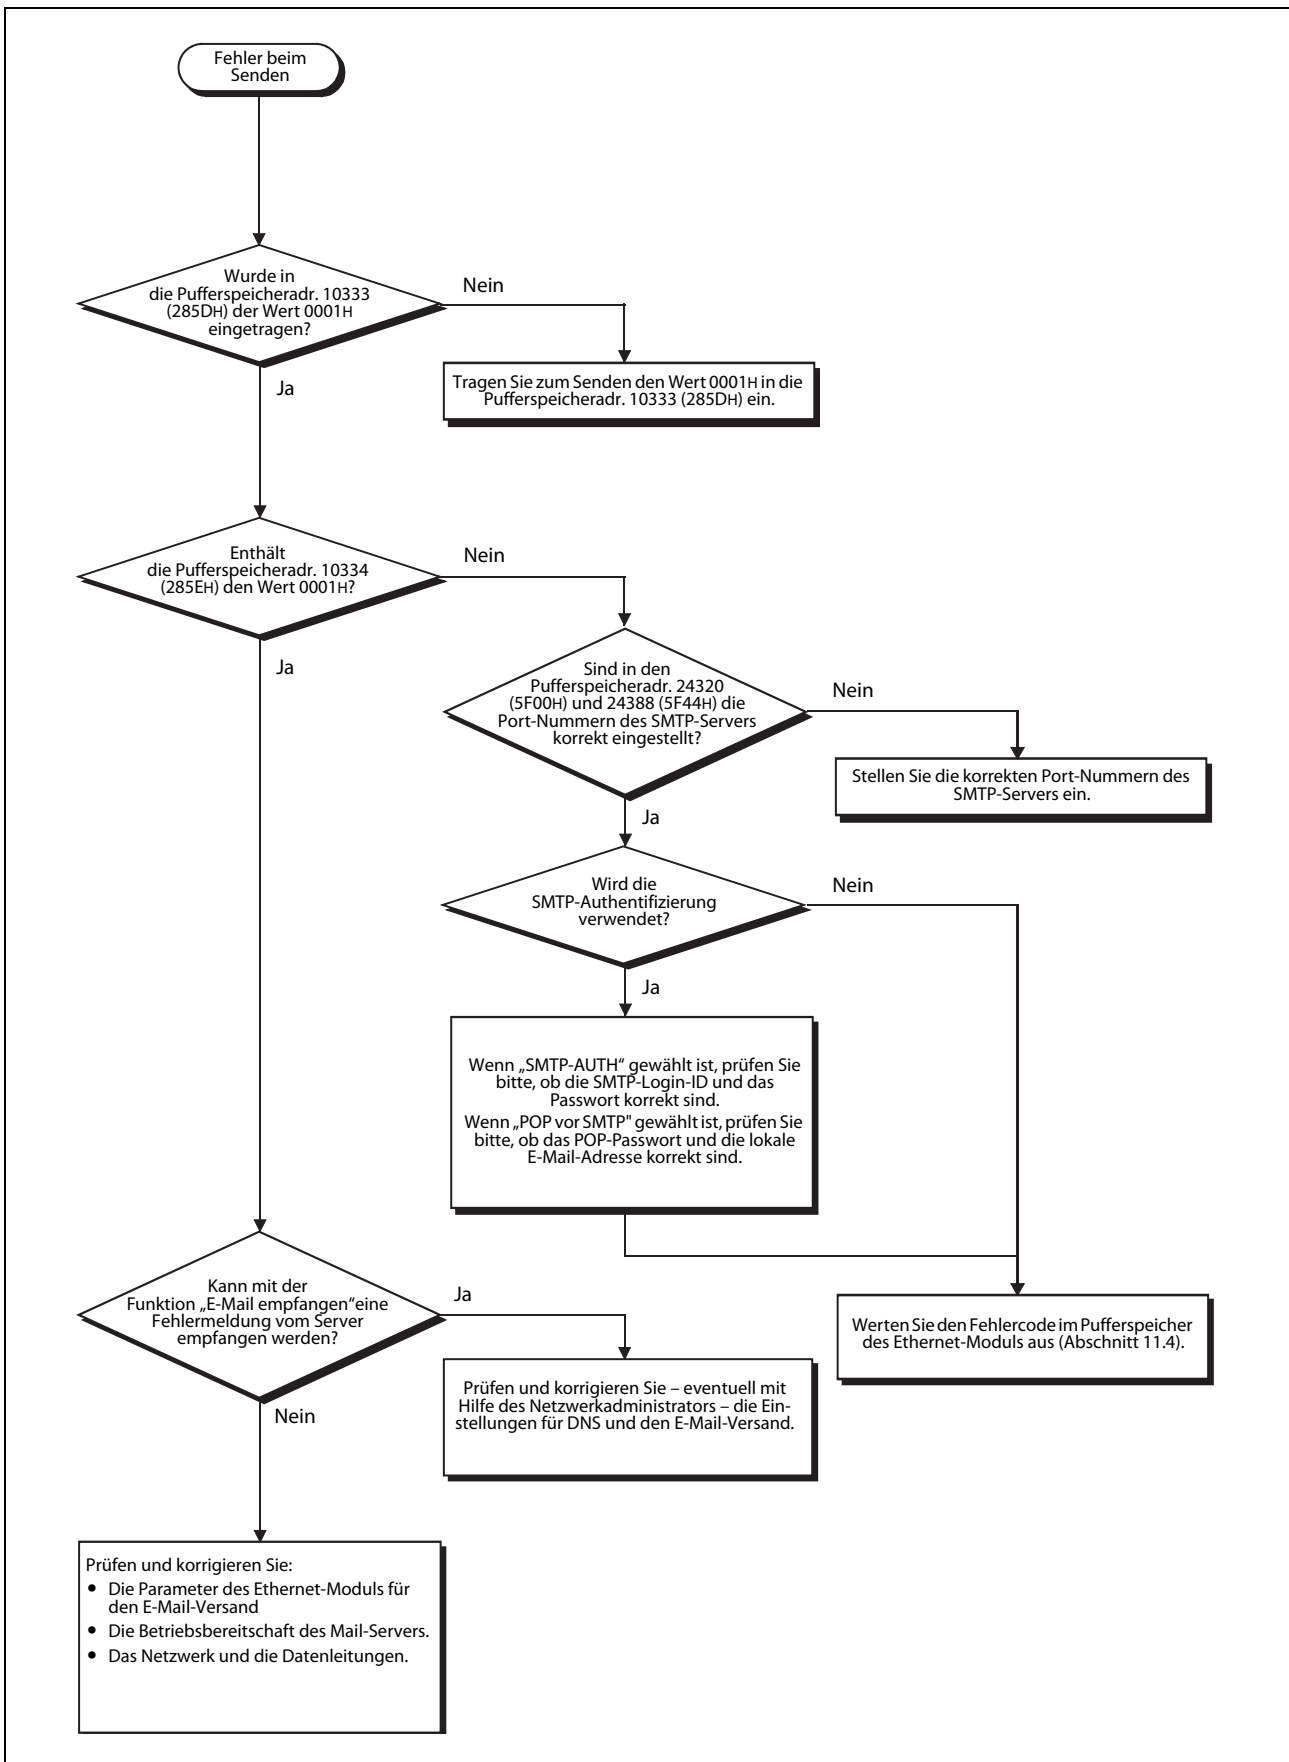 Fehler beim
Senden
Wurde in
die Pufferspeicheradr. 10333
(285DH) der Wert 0001H
eingetragen?
Nein
Ja
Tragen Sie zum Senden den Wert 0001H in die
Pufferspeicheradr. 10333 (285DH) ein.
Enthält
die Pufferspeicheradr. 10334
(285EH) den Wert 0001H?
Nein
Ja
Sind in den
Pufferspeicheradr. 24320
(5F00H) und 24388 (5F44H) die
Port-Nummern des SMTP-Servers
korrekt eingestellt?
Nein
Stellen Sie die korrekten Port-Nummern des
SMTP-Servers ein.
Ja
Wird die
SMTP-Authentifizierung
verwendet?
Nein
Ja
Wenn „SMTP-AUTH“ gewählt ist, prüfen Sie
bitte, ob die SMTP-Login-ID und das
Passwort korrekt sind.
Wenn „POP vor SMTP" gewählt ist, prüfen Sie
bitte, ob das POP-Passwort und die lokale
E-Mail-Adresse korrekt sind.
Kann mit der
Funktion „E-Mail empfangen“eine
Fehlermeldung vom Server
empfangen werden?
Ja
Nein
Werten Sie den Fehlercode im Pufferspeicher
des Ethernet-Moduls aus (Abschnitt 11.4).
Prüfen und korrigieren Sie – eventuell mit
Hilfe des Netzwerkadministrators – die Ein-
stellungen für DNS und den E-Mail-Versand.
Prüfen und korrigieren Sie:
• Die Parameter des Ethernet-Moduls für
den E-Mail-Versand
• Die Betriebsbereitschaft des Mail-Servers.
• Das Netzwerk und die Datenleitungen.